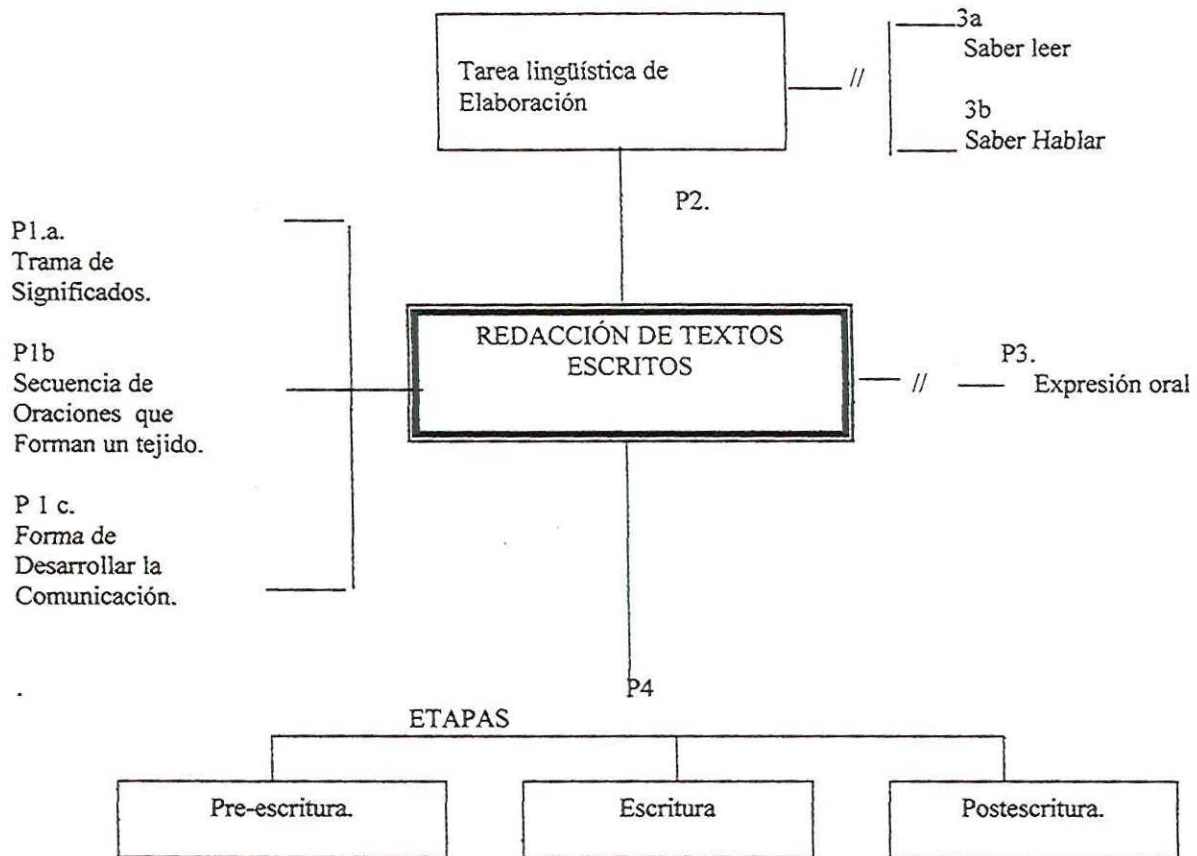 Tarea lingüística de
Elaboración
//
3a
Saber leer
3b
Saber Hablar
P2.
P1.a.
Trama de
Significados.
P1b
Secuencia de
Oraciones que
Forman un tejido.
P 1 c.
Forma de
Desarrollar la
Comunicación.
REDACCIÓN DE TEXTOS
ESCRITOS
//
P3.
Expresión oral
P4
ETAPAS
Pre-escritura.
Escritura
Postescritura.